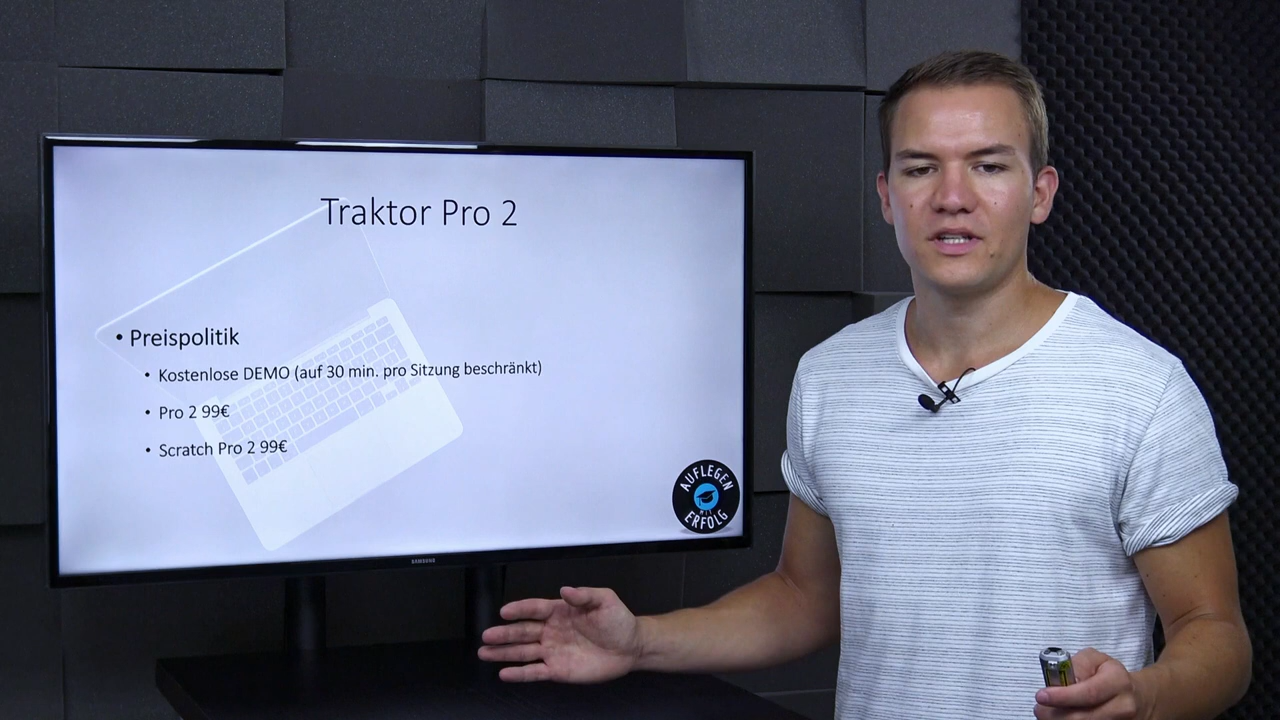 Traktor Pro 2
• Preispolitik
• Kostenlose DEMO (auf 30 min. pro Sitzung beschränkt)
• Pro 2 99€
• Scratch Pro 2 99€
AUFLEGEN
MIT
ERFOLG
SAMSUNG